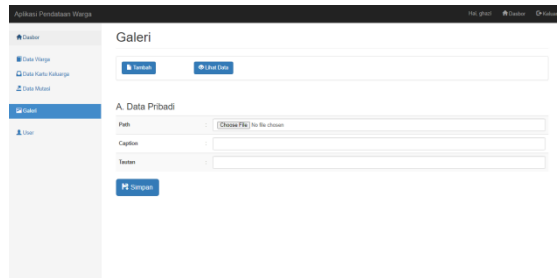 Aplikasi Pendataan Warga
Hai, ghazi
Dasbor
Keluar
Dasbor
Data Warga
Data Kartu Keluarga
Data Mutasi
Galeri
User
Galeri
Tambah
Lihat Data
A. Data Pribadi
Path :
Choose File No file chosen
Caption :
Texten :
Simpan